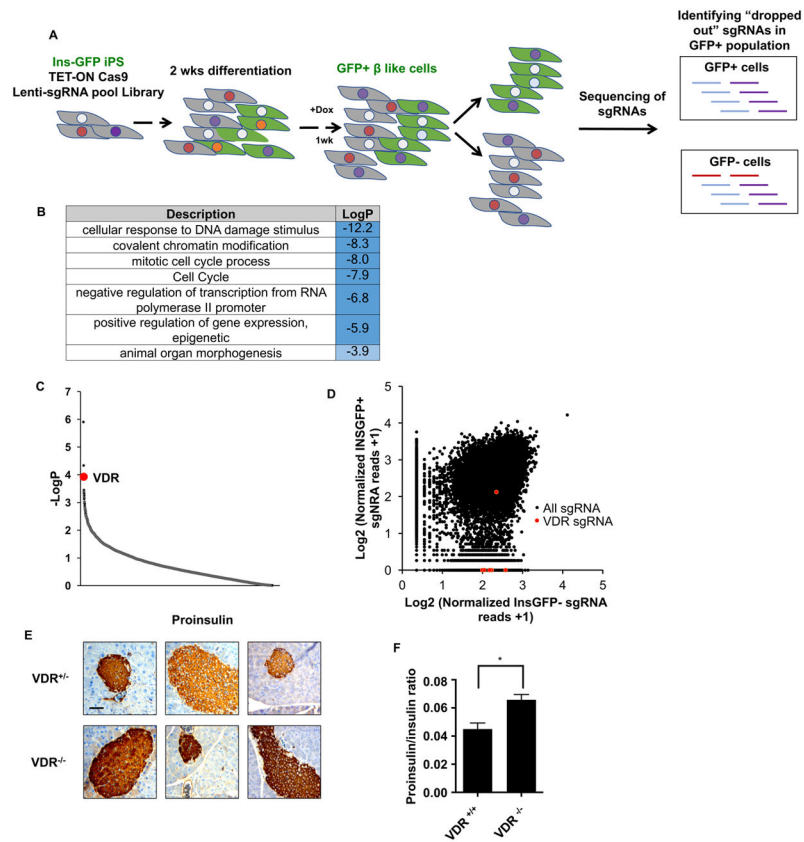 A
Ins-GFP iPS
TET-ON Cas9
Lenti-sgRNA pool Library
2 wks differentiation
+Dox
1wk
GFP+ β like cells
Sequencing of
sgRNAs
Identifying “dropped
out” sgRNAs in
GFP+ population
GFP+ cells
GFP- cells
B
Description LogP
cellular response to DNA damage stimulus -12.2
covalent chromatin modification -8.3
mitotic cell cycle process -8.0
Cell Cycle -7.9
negative regulation of transcription from RNA
polymerase II promoter -6.8
positive regulation of gene expression,
epigenetic -5.9
animal organ morphogenesis -3.9
C
7
6
5
4
3
2
1
0
-LogP
VDR
D
5
4
3
2
1
0
Log2 (Normalized INSGFP+
sgNRA reads +1)
All sgRNA
VDR sgRNA
0 1 2 3 4 5
Log2 (Normalized InsGFP- sgRNA
reads +1)
E
Proinsulin
VDR+/-
VDR-/-
F
*
0.08
0.06
0.04
0.02
0.00
Proinsulin/insulin ratio
VDR +/+
VDR -/-